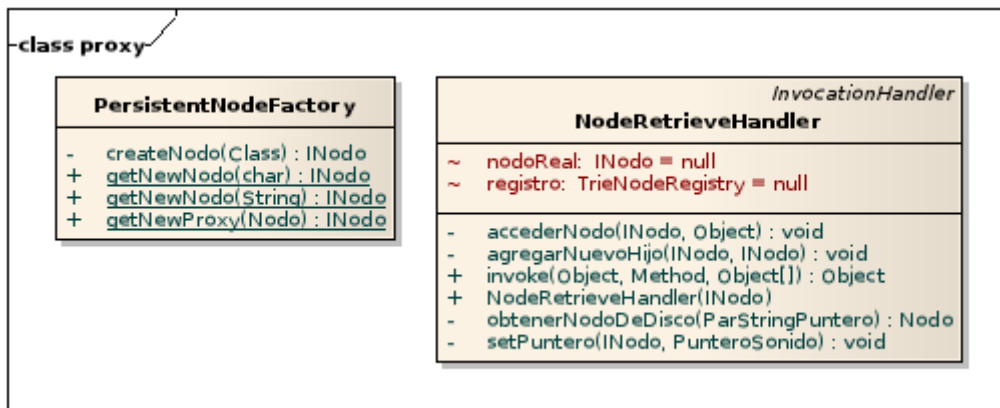 class proxy
PersistentNodeFactory
- createNodo(Class) : INodo
+ getNewNodo(char) : INodo
+ getNewNodo(String) : INodo
+ getNewProxy(Nodo) : INodo
InvocationHandler
NodeRetrieveHandler
~ nodoReal: INodo = null
~ registro: TrieNodeRegistry = null
- accederNodo(INodo, Object) : void
- agregarNuevoHijo(INodo, INodo) : void
+ invoke(Object, Method, Object[]) : Object
+ NodeRetrieveHandler(INodo)
- obtenerNodoDeDisco(ParStringPuntero) : Nodo
- setPuntero(INodo, PunteroSonido) : void